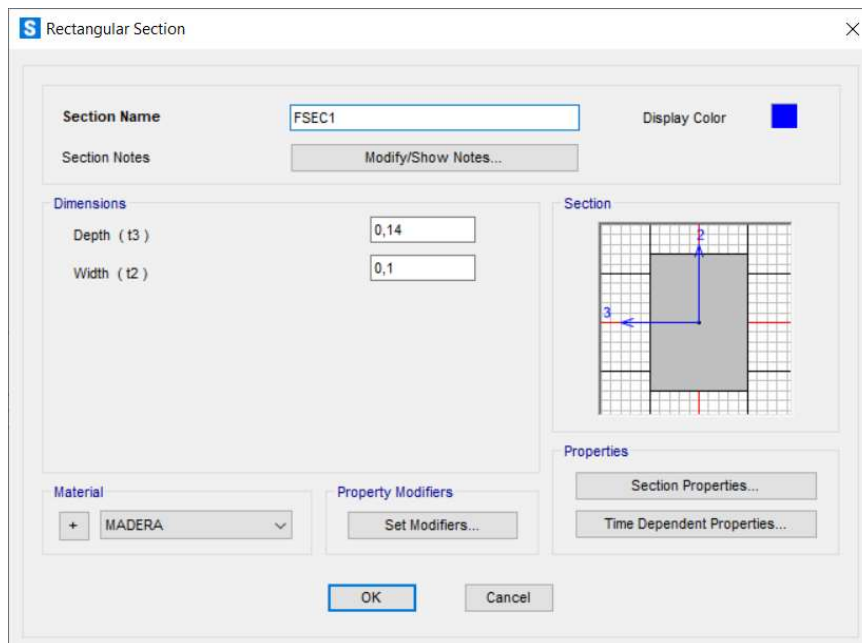 S Rectangular Section
Section Name FSEC1 Display Color
Section Notes Modify/Show Notes...
Dimensions
Depth ( t3 ) 0,14
Width ( t2 ) 0,1
Section
2
3
Properties
Section Properties...
Time Dependent Properties...
Material
+ MADERA
Property Modifiers
Set Modifiers...
OK Cancel